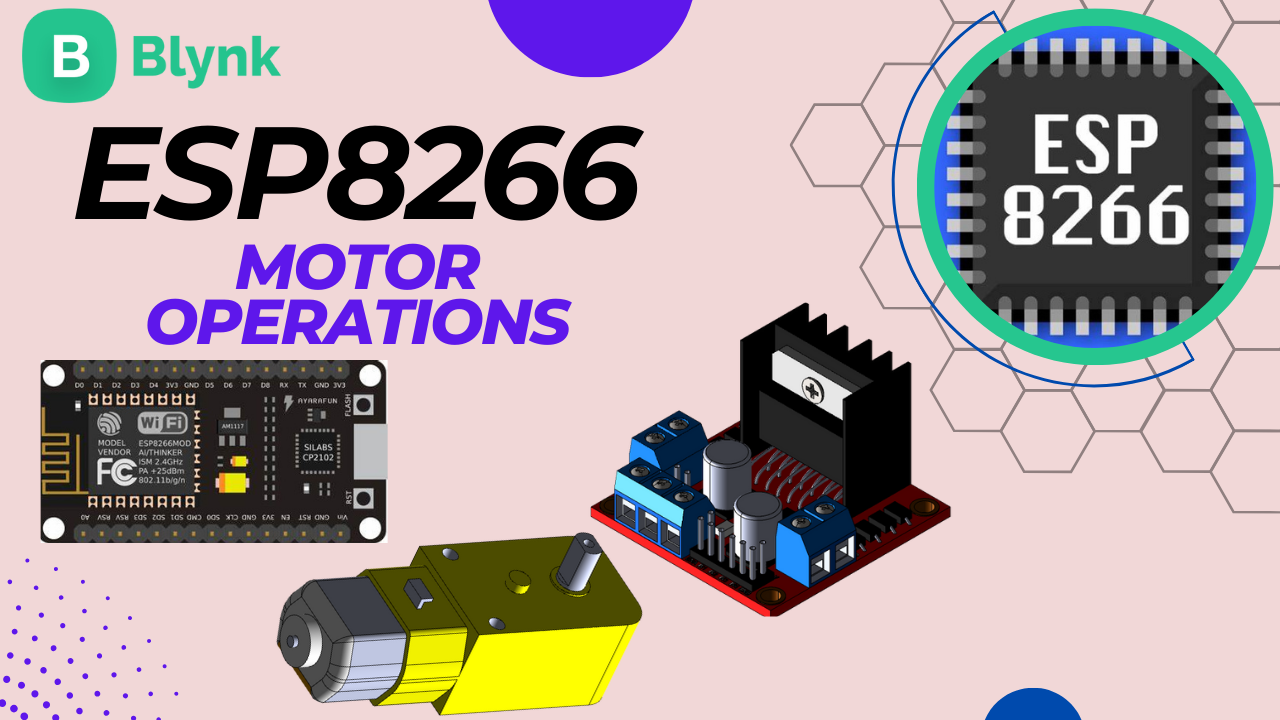 B Blynk
ESP8266
MOTOR
OPERATIONS
ESP
8266
D0 D1 D2 D3 D4 3V3 GND D5 D6 D7 D8 RX TX GND 3V3
AYARAFUN
FLASH
WiFi
AM1117
MODEL
VENDOR
ESP8266MOD
AI/THINKER
ISM 2.4GHz
PA +25dBm
802.11b/g/n
FC
SILABS
CP2102
RST
A0 RSV RSV SD3 SD2 SD1 CMD SD0 CLK GND 3V3 EN RST GND Vin